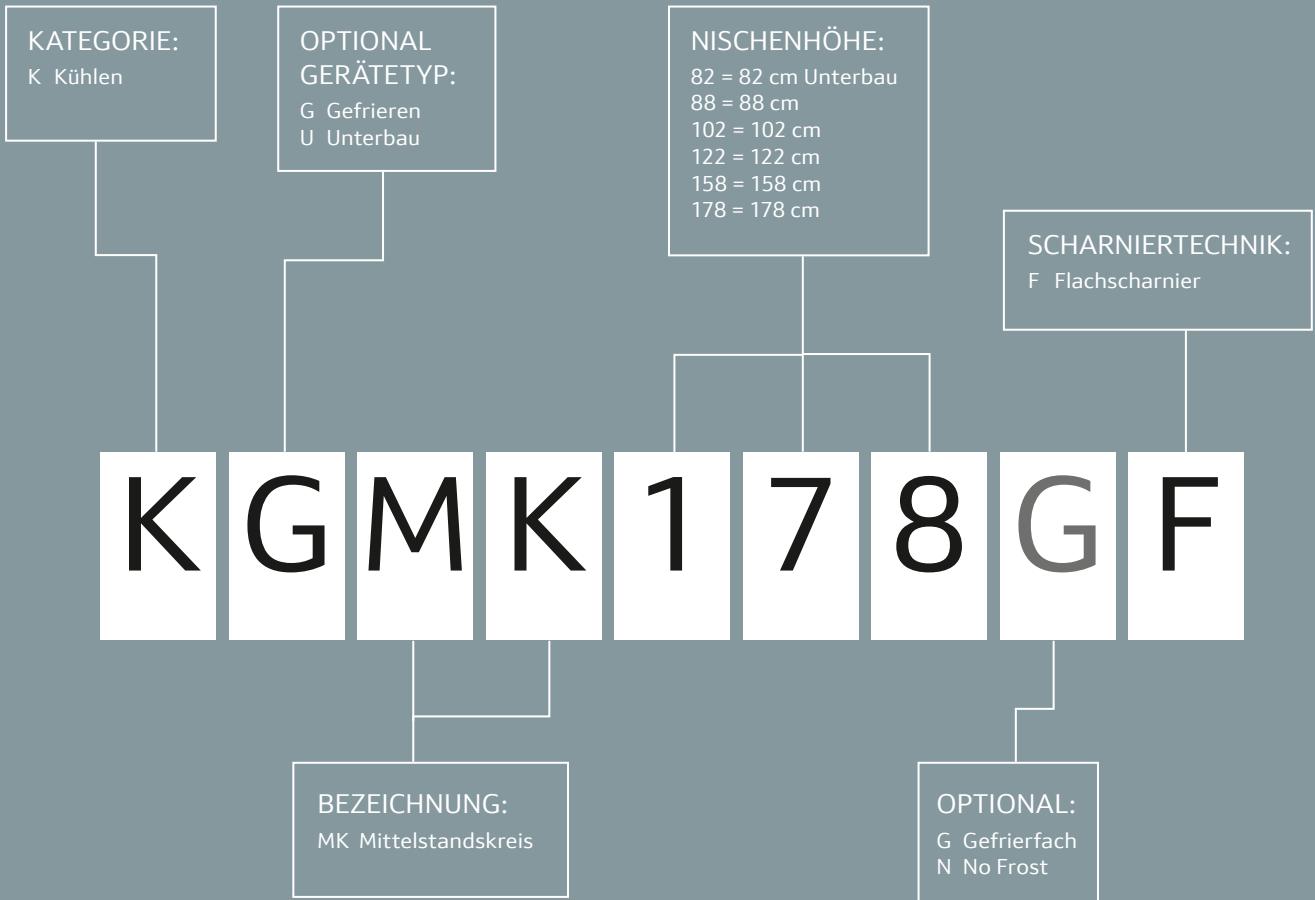 KATEGORIE:
K Kühlen
OPTIONAL
GERÄTETYP:
G Gefrieren
U Unterbau
NISCHENHÖHE:
82 = 82 cm Unterbau
88 = 88 cm
102 = 102 cm
122 = 122 cm
158 = 158 cm
178 = 178 cm
SCHARNIERTECHNIK:
F Flachscharnier
K G M K 1 7 8 G F
BEZEICHNUNG:
MK Mittelstandskreis
OPTIONAL:
G Gefrierfach
N No Frost